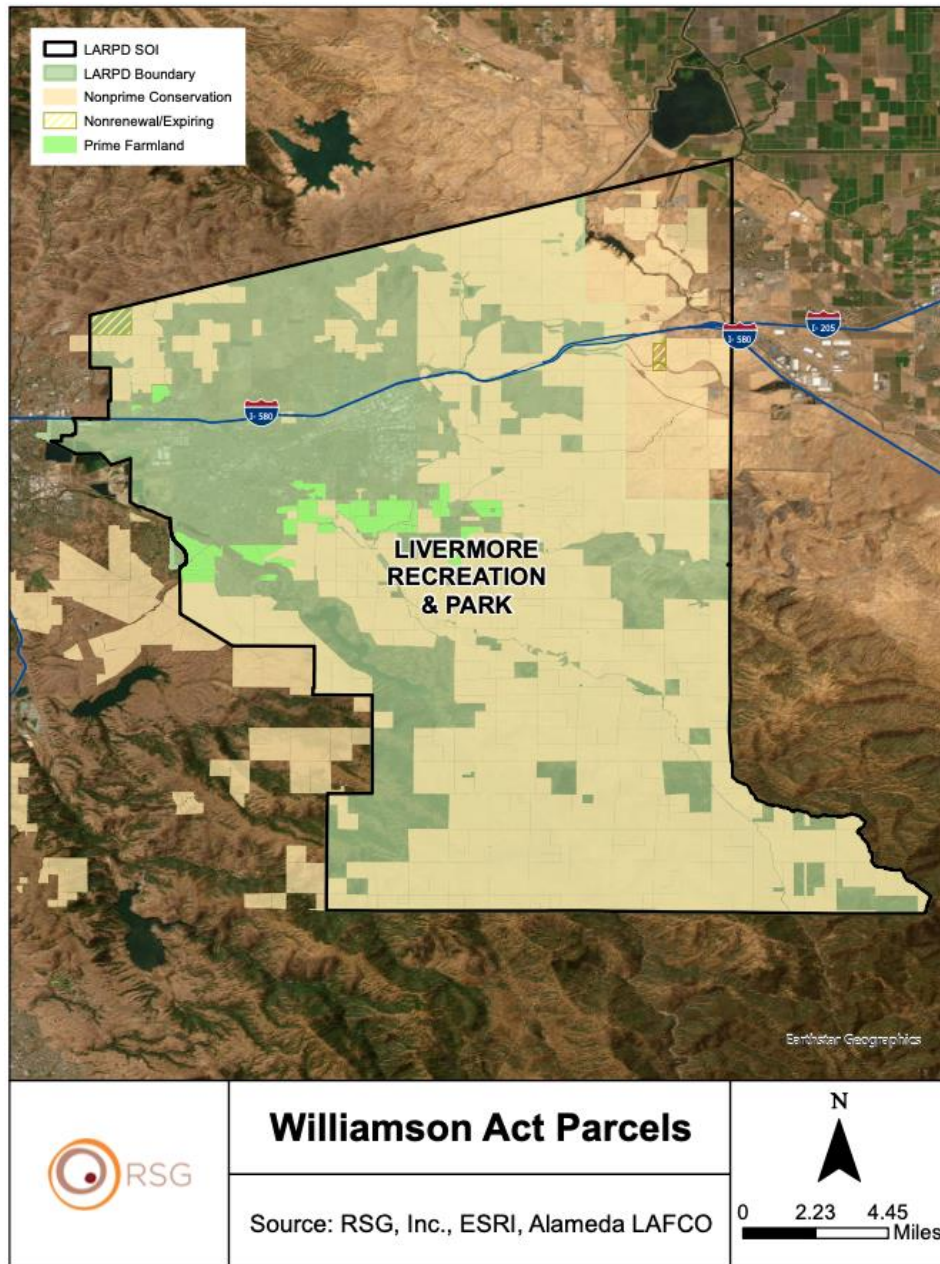 LARPD SOI
LARPD Boundary
Nonprime Conservation
Nonrenewal/Expiring
Prime Farmland
I- 205
I- 580
I- 580
LIVERMORE
RECREATION
& PARK
Earthstar Geographics
RSG
Williamson Act Parcels
Source: RSG, Inc., ESRI, Alameda LAFCO
N
0 2.23 4.45
Miles